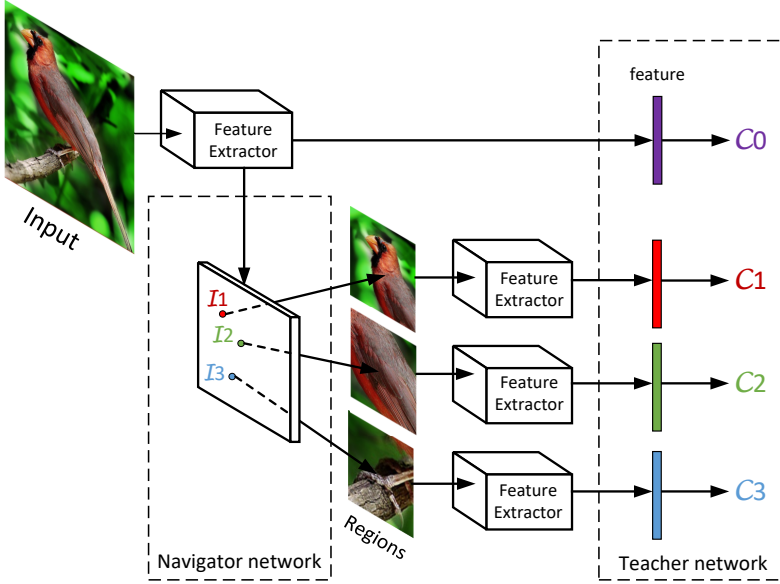 feature
Feature
Extractor
C0
Input
I1
I2
I3
Feature
Extractor
C1
Feature
Extractor
C2
Feature
Extractor
C3
Regions
Navigator network
Teacher network